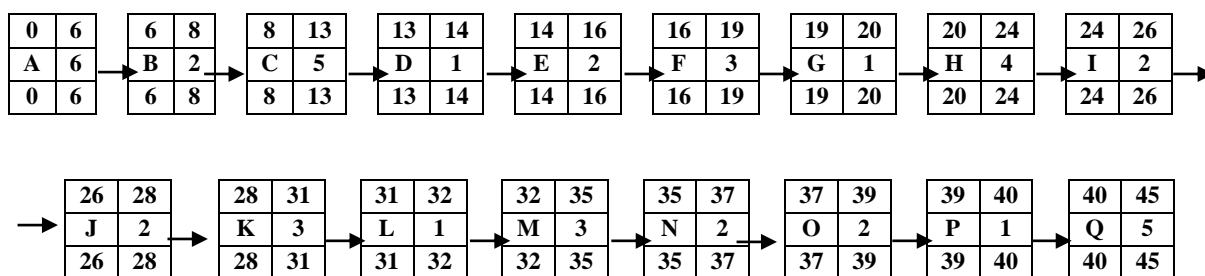 0 6 6 8 8 13 13 14 14 16 16 19 19 20 20 24 24 26
A 6 B 2 C 5 D 1 E 2 F 3 G 1 H 4 I 2
0 6 6 8 8 13 13 14 14 16 16 19 19 20 20 24 24 26
26 28 28 31 31 32 32 35 35 37 37 39 39 40 40 45
J 2 K 3 L 1 M 3 N 2 O 2 P 1 Q 5
26 28 28 31 31 32 32 35 35 37 37 39 39 40 40 45